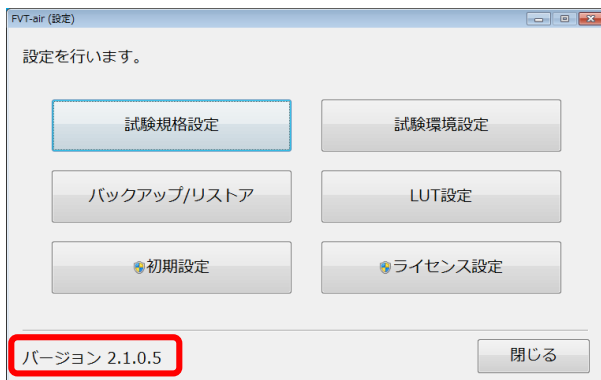 FVT-air (設定)
設定を行います。
試験規格設定 試験環境設定
バックアップ/リストア LUT設定
初期設定 ライセンス設定
バージョン 2.1.0.5 閉じる